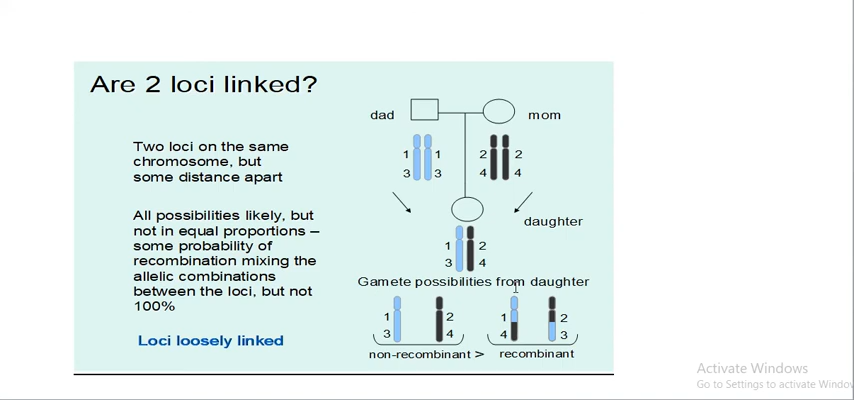 Are 2 loci linked?
dad
mom
Two loci on the same
chromosome, but
some distance apart
1 1
3 3
2 2
4 4
All possibilities likely, but
not in equal proportions –
some probability of
recombination mixing the
allelic combinations
between the loci, but not
100%
Loci loosely linked
daughter
1 2
3 4
Gamete possibilities from daughter
1 2 1 2
3 4 4 3
non-recombinant > recombinant
Activate Windows
Go to Settings to activate Window